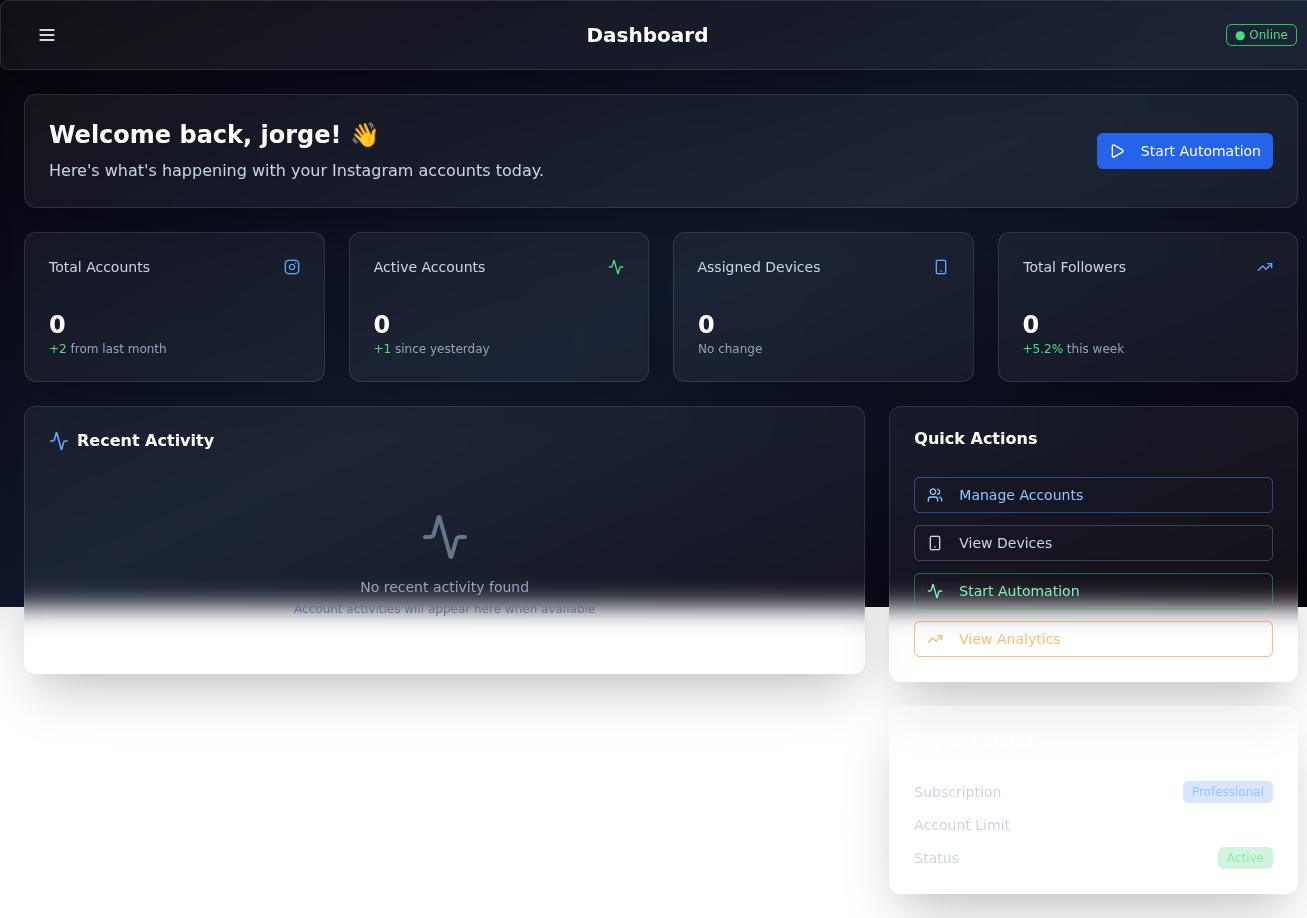 Dashboard
Online
Welcome back, jorge! 👋
Here's what's happening with your Instagram accounts today.
Start Automation
Total Accounts
0
+2 from last month
Active Accounts
0
+1 since yesterday
Assigned Devices
0
No change
Total Followers
0
+5.2% this week
Recent Activity
No recent activity found
Account activities will appear here when available
Quick Actions
Manage Accounts
View Devices
Start Automation
View Analytics
Account Status
Subscription
Professional
Account Limit
Status
Active